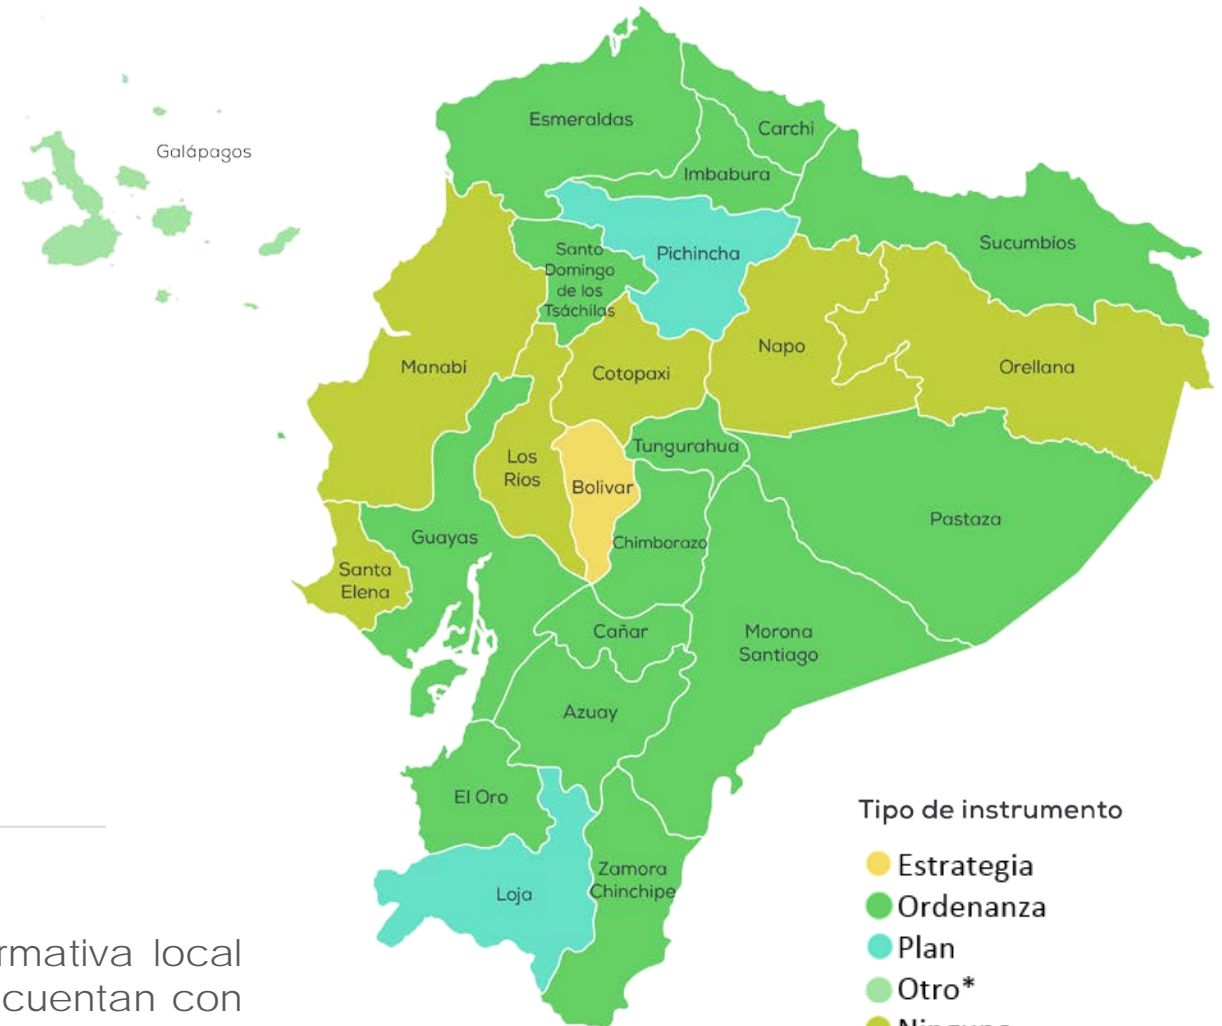 Esmeraldas
Carchi
Galápagos
Imbabura
Sucumbios
Santo
Domingo
de los
Tsáchilas
Pichincha
Napo
Manabí
Cotopaxi
Orellana
Tungurahua
Los
Ríos
Bolivar
Pastaza
Guayas
Chimborazo
Santa
Elena
Cañar
Morona
Santiago
Azuay
El Oro
Tipo de instrumento
Zamora
Chinchipe
Loja
Estrategia
Ordenanza
Plan
Otro*
rmativa local
cuentan con